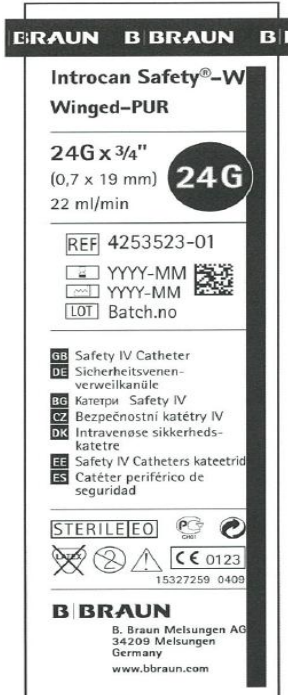 B BRAUN B BRAUN B
Introcan Safety®-W
Winged-PUR
24G x 3/4"
(0,7 x 19 mm)
22 ml/min
24G
REF 4253523-01
YYYY-MM
YYYY-MM
LOT Batch.no
GB Safety IV Catheter
DE Sicherheitsvenen-
verweilkanüle
BG Катетри Safety IV
CZ Bezpečnostní katétry IV
DK Intravenøse sikkerheds-
katetre
EE Safety IV Catheters kateetrid
ES Catéter periférico de
seguridad
STERILE EO
LATEX 2 CE 0123
15327259 0409
B BRAUN
B. Braun Melsungen AG
34209 Melsungen
Germany
www.bbraun.com